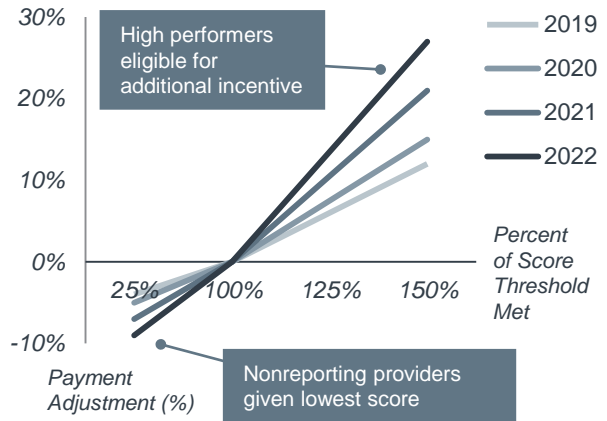 30%
20%
10%
0%
-10%
High performers
eligible for
additional incentive
2019
2020
2021
2022
25%
100%
125%
150%
Percent
of Score
Threshold
Met
Payment
Adjustment (%)
Nonreporting providers
given lowest score